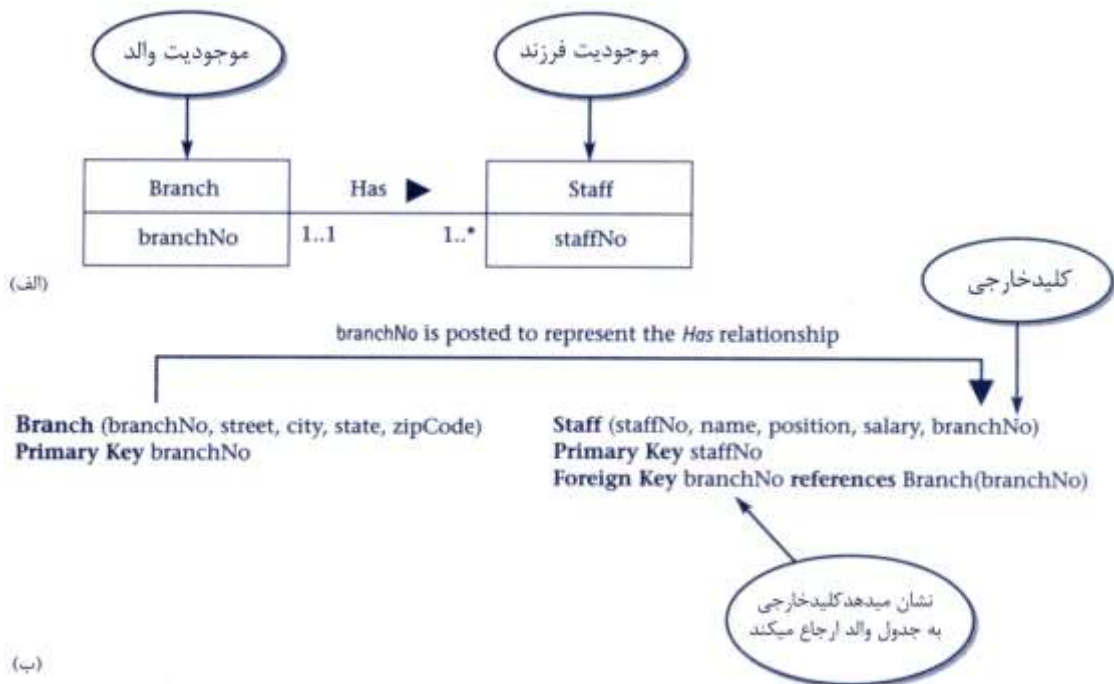 موجودیت والد
موجودیت فرزند
Branch
Has
Staff
branchNo
1..1
1..*
staffNo
(الف)
کلیدخارجی
branchNo is posted to represent the Has relationship
Branch (branchNo, street, city, state, zipCode)
Primary Key branchNo
Staff (staffNo, name, position, salary, branchNo)
Primary Key staffNo
Foreign Key branchNo references Branch(branchNo)
نشان میدهدکلیدخارجی
به جدول والد ارجاع میکند
(ب)